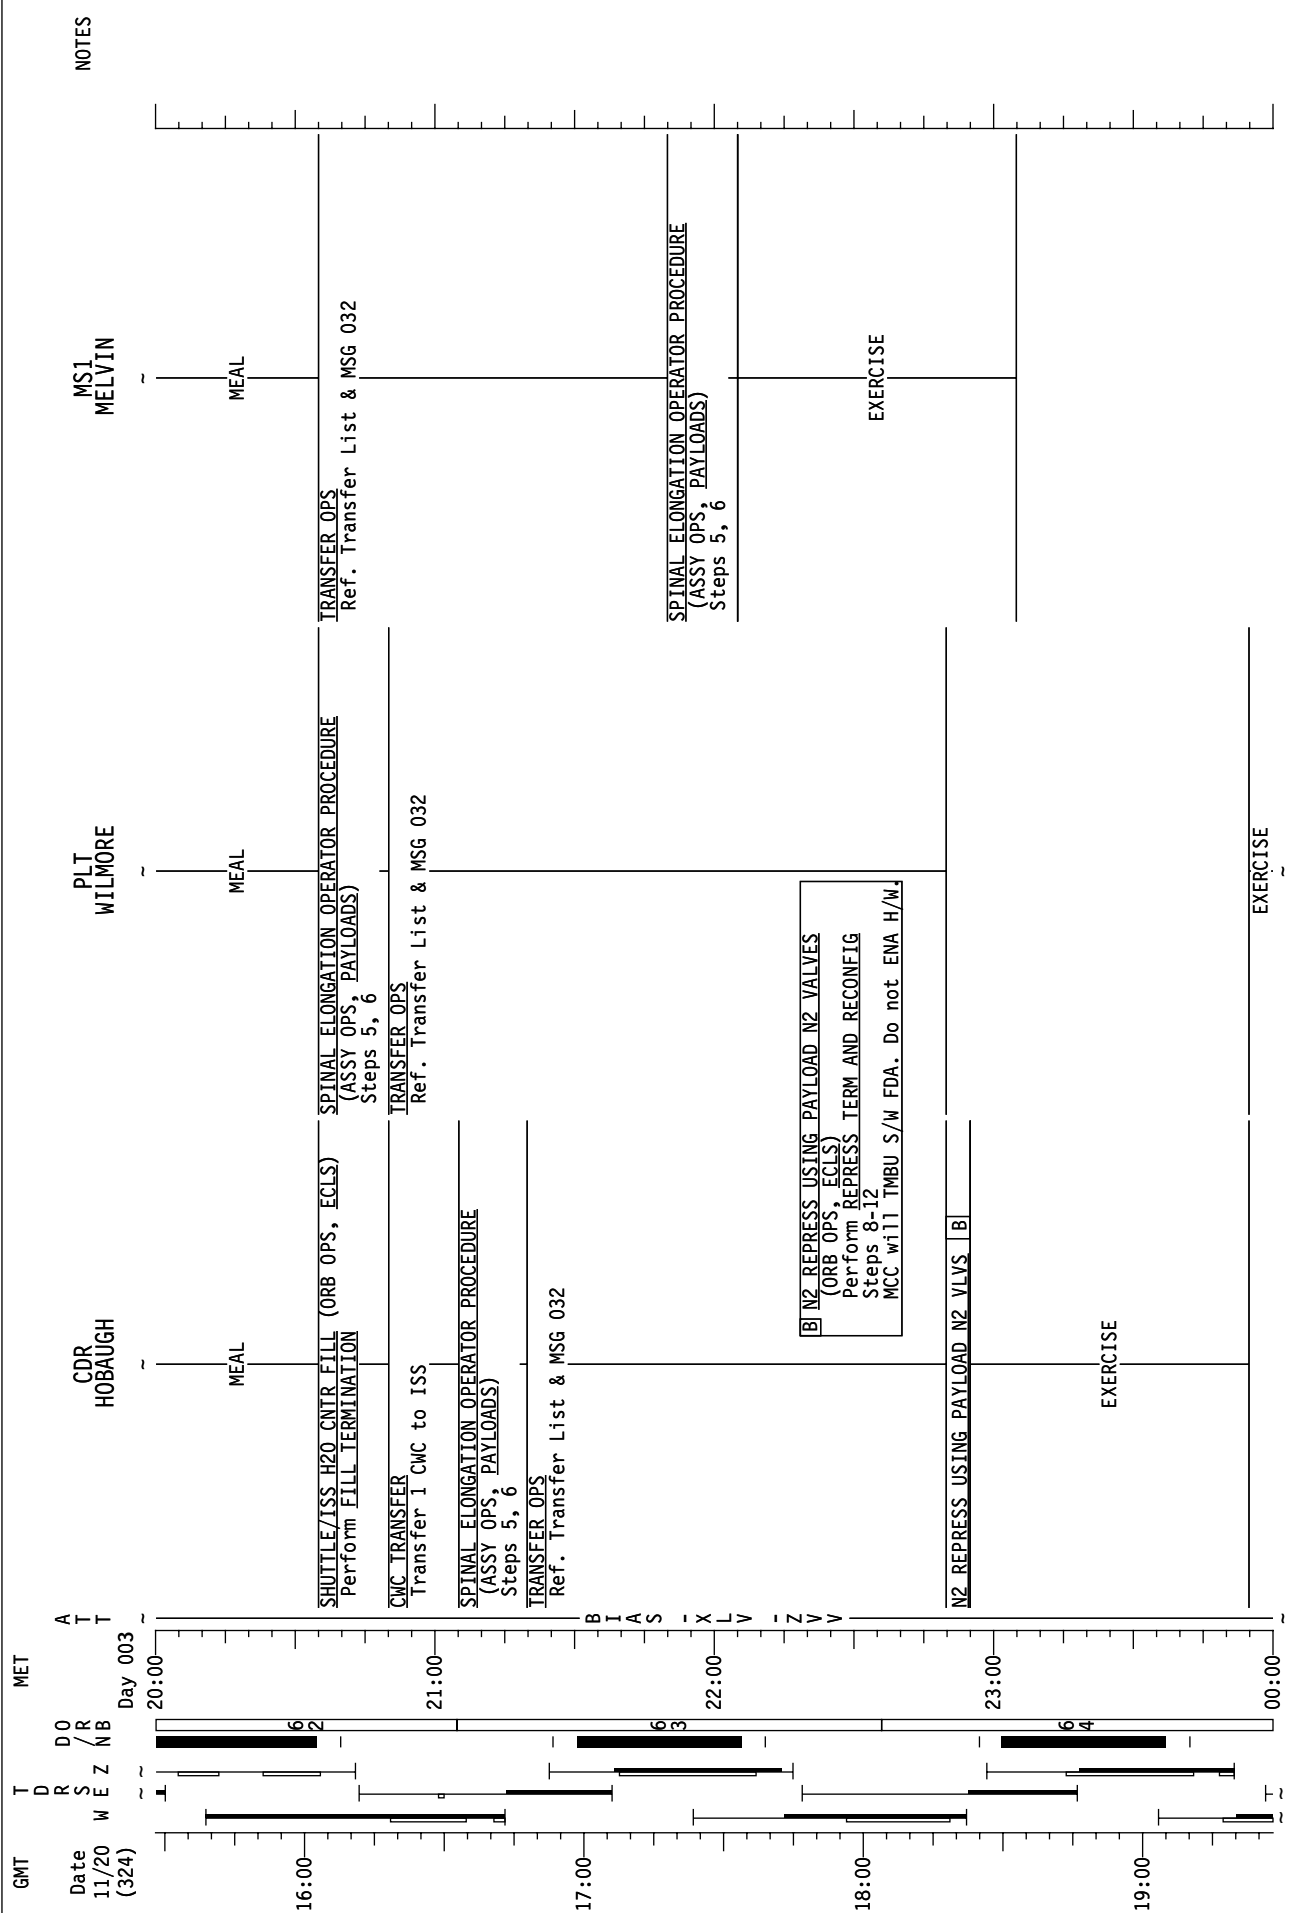 GMT
Date
11/20
(324)
16:00
17:00
18:00
19:00
T
D
R
S
W E Z
D O
/ R
N B
62
63
64
MET
Day 003
20:00
21:00
22:00
23:00
00:00
A
T
T
~
BIAS -XLV -ZVV
~
CDR
HOBAUGH
~
MEAL
SHUTTLE/ISS H2O CNTR FILL (ORB OPS, ECLS)
Perform FILL TERMINATION
CWC TRANSFER
Transfer 1 CWC to ISS
SPINAL ELONGATION OPERATOR PROCEDURE
(ASSY OPS, PAYLOADS)
Steps 5, 6
TRANSFER OPS
Ref. Transfer List & MSG 032
N2 REPRESS USING PAYLOAD N2 VLVS B
EXERCISE
B N2 REPRESS USING PAYLOAD N2 VALVES
(ORB OPS, ECLS)
Perform REPRESS TERM AND RECONFIG
Steps 8-12
MCC will TMBU S/W FDA. Do not ENA H/W.
PLT
WILMORE
~
MEAL
SPINAL ELONGATION OPERATOR PROCEDURE
(ASSY OPS, PAYLOADS)
Steps 5, 6
TRANSFER OPS
Ref. Transfer List & MSG 032
EXERCISE
~
MS1
MELVIN
~
MEAL
TRANSFER OPS
Ref. Transfer List & MSG 032
SPINAL ELONGATION OPERATOR PROCEDURE
(ASSY OPS, PAYLOADS)
Steps 5, 6
EXERCISE
NOTES